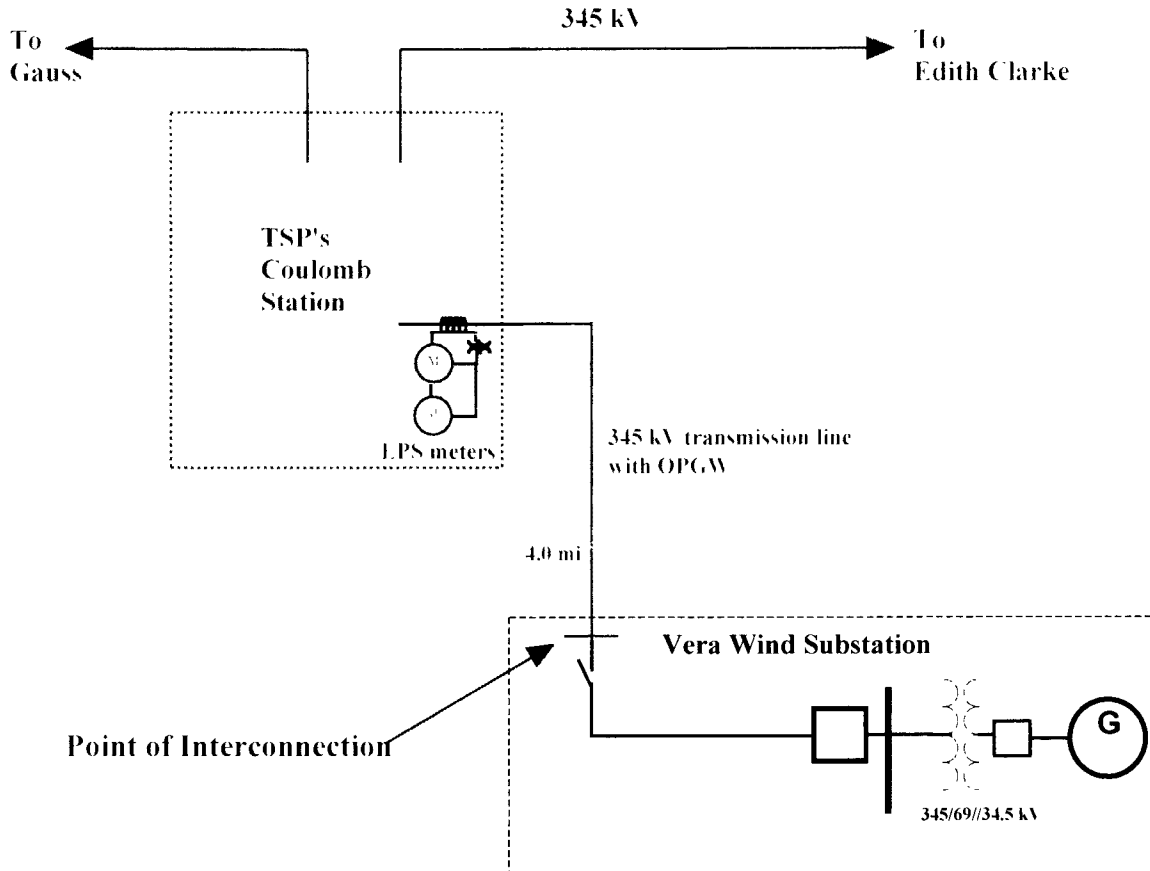 345 kV
To
Gauss
To
Edith Clarke
TSP's
Coulomb
Station
M
EPS meters
345 kV transmission line
with OPGW
4.0 mi
Vera Wind Substation
Point of Interconnection
G
345/69//34.5 kV